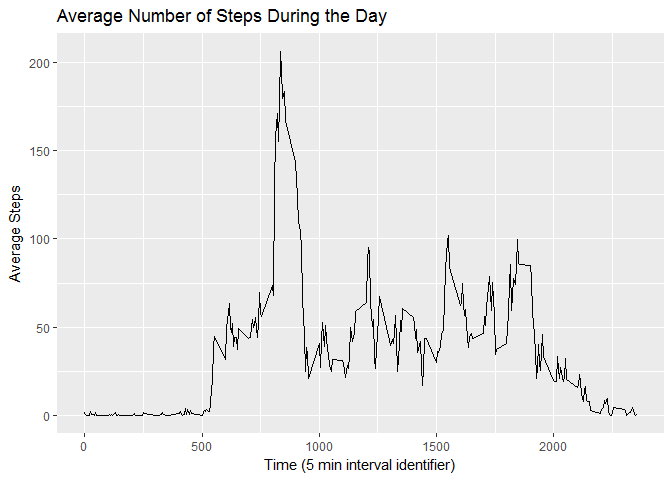 Average Number of Steps During the Day
200
150
100
50
0
Average Steps
0 500 1000 1500 2000
Time (5 min interval identifier)